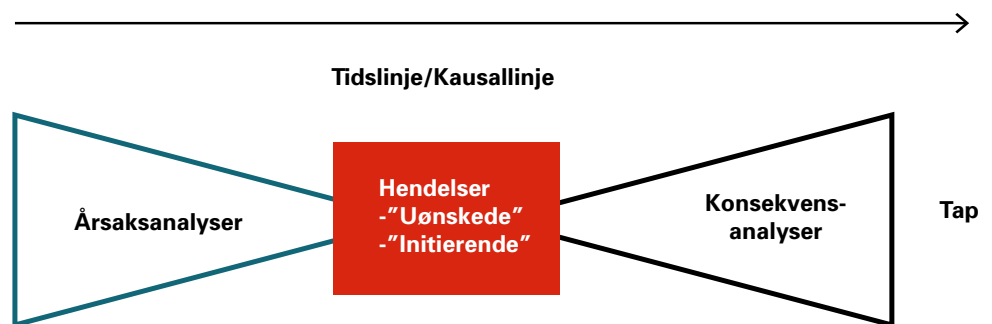 Tidslinje/Kausallinje
Årsaksanalyser
Hendelser
-”Uønskede”
-”Initierende”
Konsekvens-
analyser
Tap